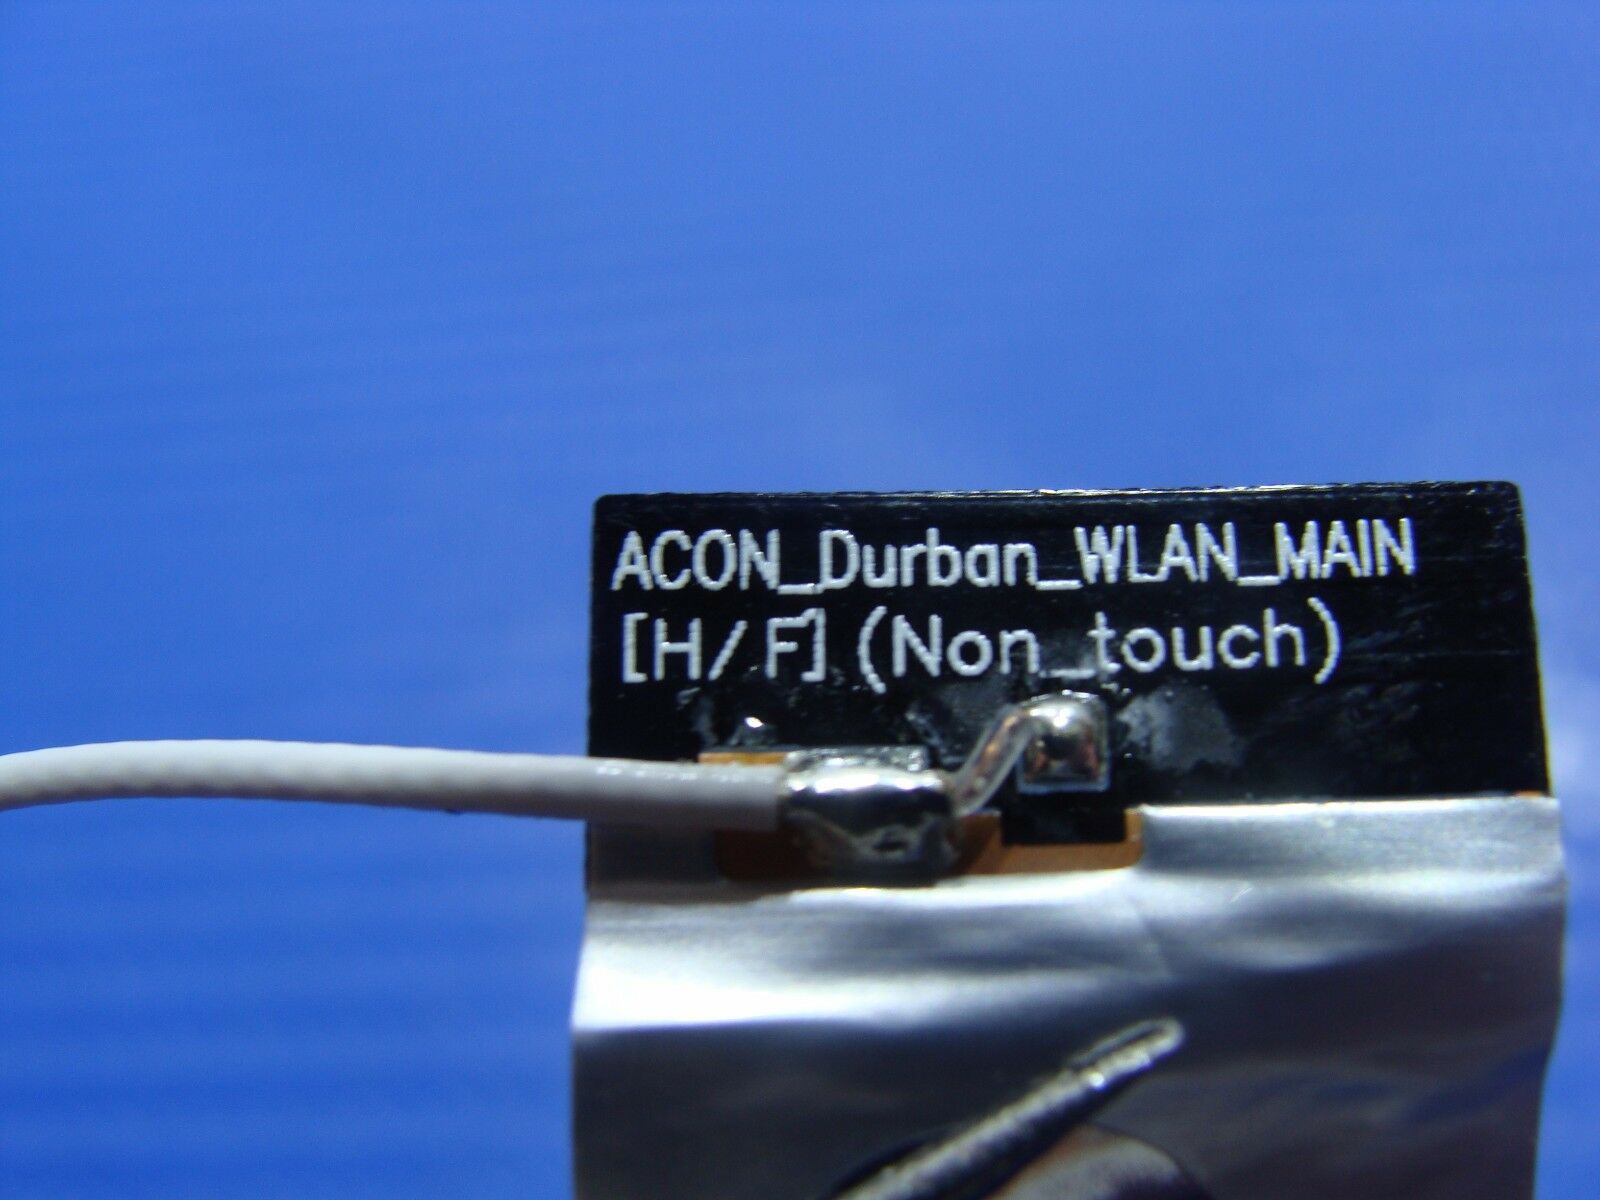 ACON_Durban_WLAN_MAIN
[H/F] (Non_touch)